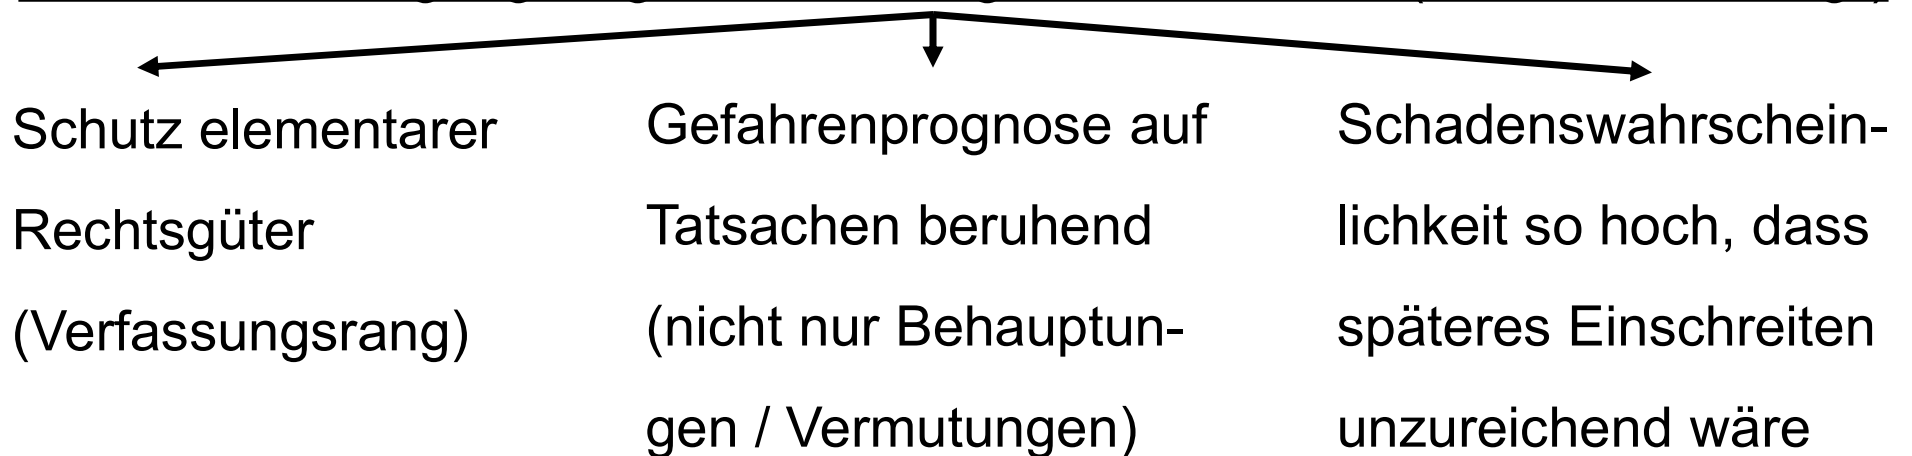 Schutz elementarer
Rechtsgüter
(Verfassungsrang)
Gefahrenprognose auf
Tatsachen beruhend
(nicht nur Behauptun-
gen / Vermutungen)
Schadenswahrschein-
lichkeit so hoch, dass
späteres Einschreiten
unzureichend wäre